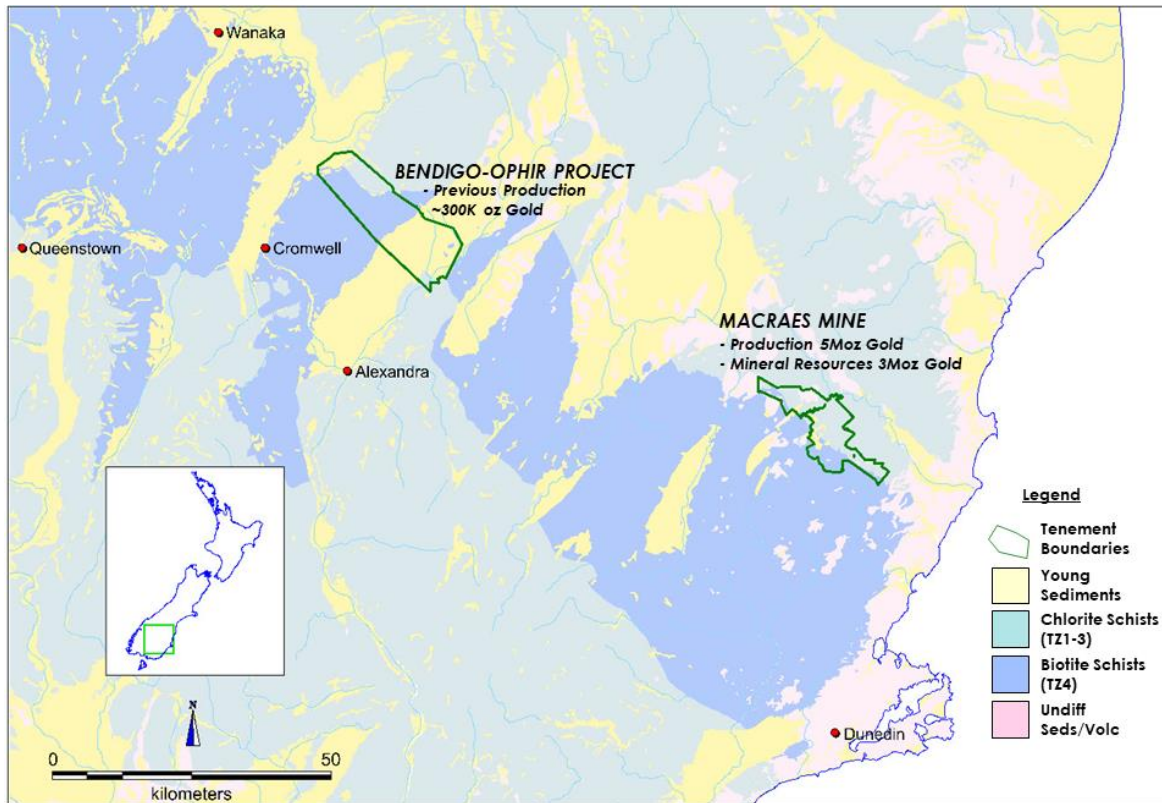 Wanaka
BENDIGO-OPHIR PROJECT
- Previous Production
~300K oz Gold
Queenstown
Cromwell
MACRAES MINE
- Production 5Moz Gold
- Mineral Resources 3Moz Gold
Alexandra
Legend
Tenement
Boundaries
Young
Sediments
Chlorite Schists
(TZ1-3)
Biotite Schists
(TZ4)
Undiff
Seds/Volc
N
Dunedin
0
50
kilometers